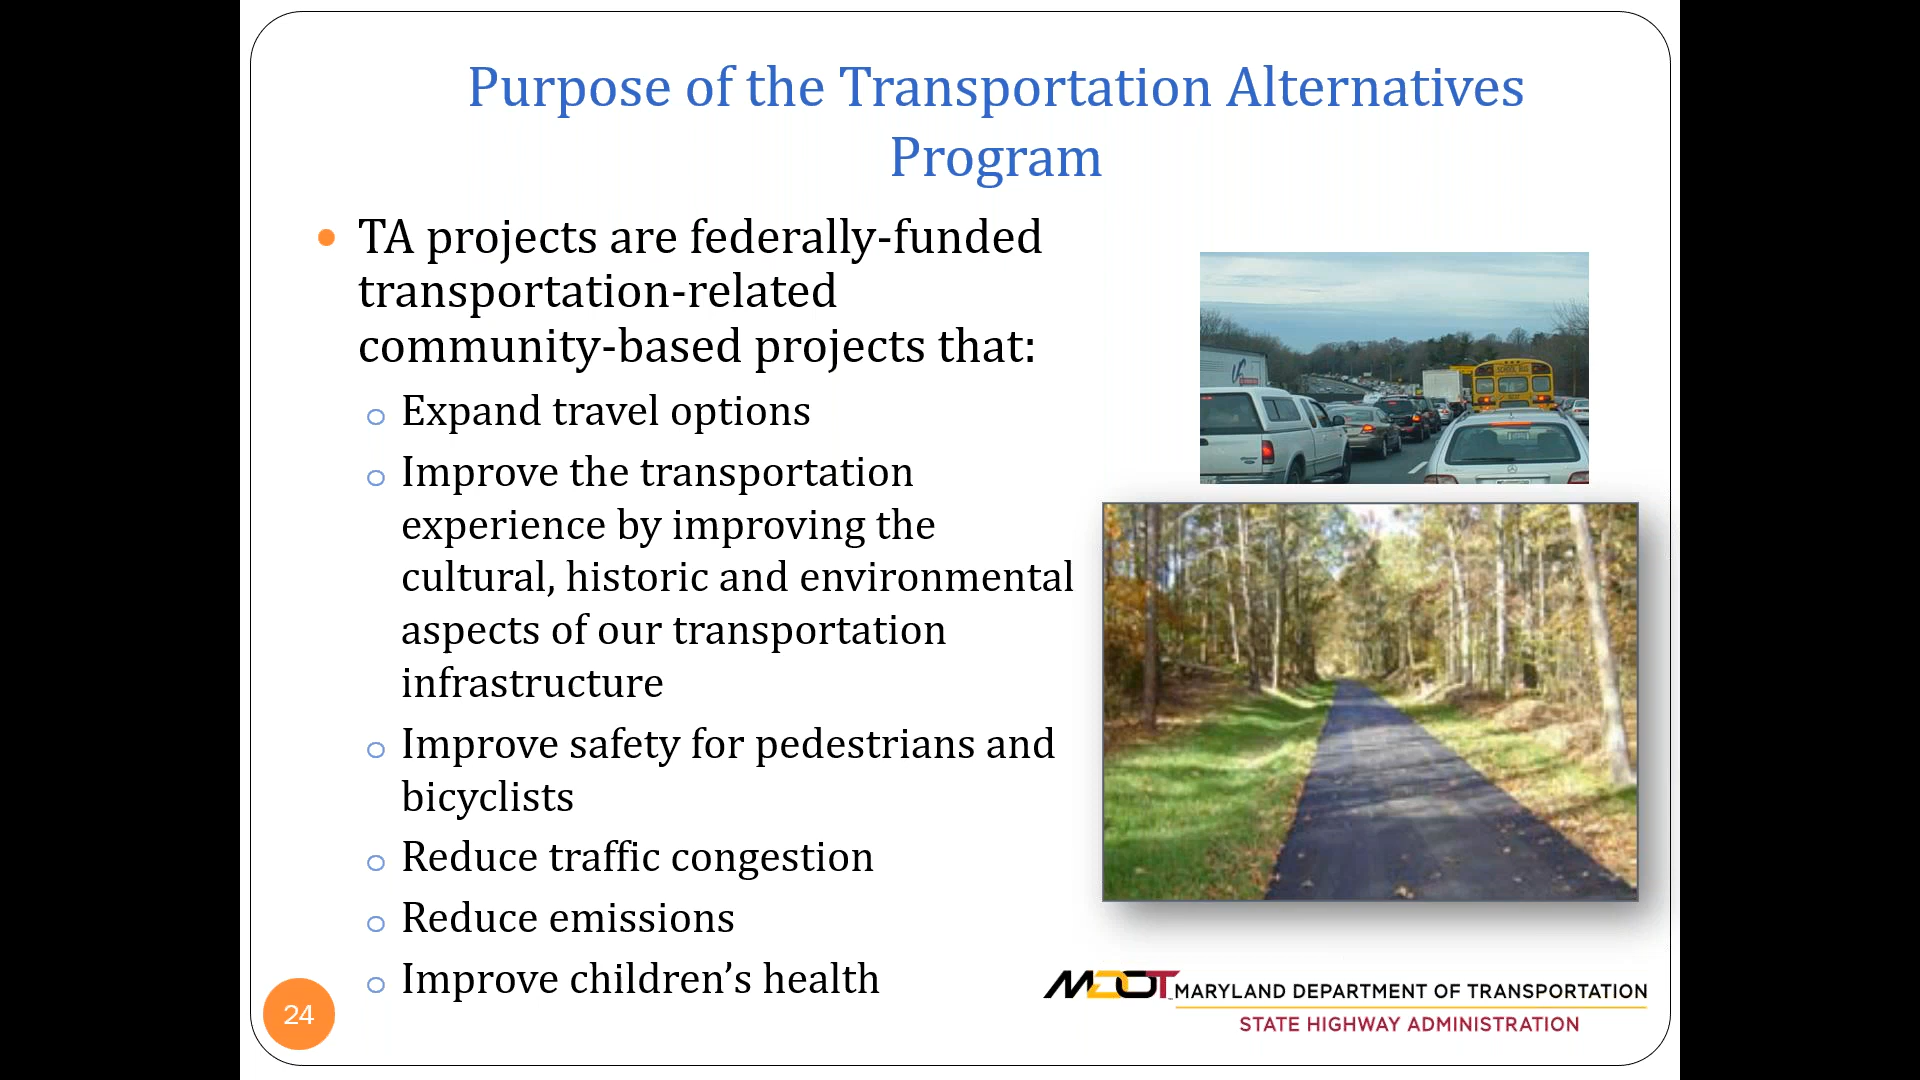 Purpose of the Transportation Alternatives
Program
• TA projects are federally-funded
transportation-related
community-based projects that:
o Expand travel options
o Improve the transportation
experience by improving the
cultural, historic and environmental
aspects of our transportation
infrastructure
o Improve safety for pedestrians and
bicyclists
o Reduce traffic congestion
o Reduce emissions
o Improve children’s health
SCHOOL BUS
24
MDOT MARYLAND DEPARTMENT OF TRANSPORTATION
STATE HIGHWAY ADMINISTRATION